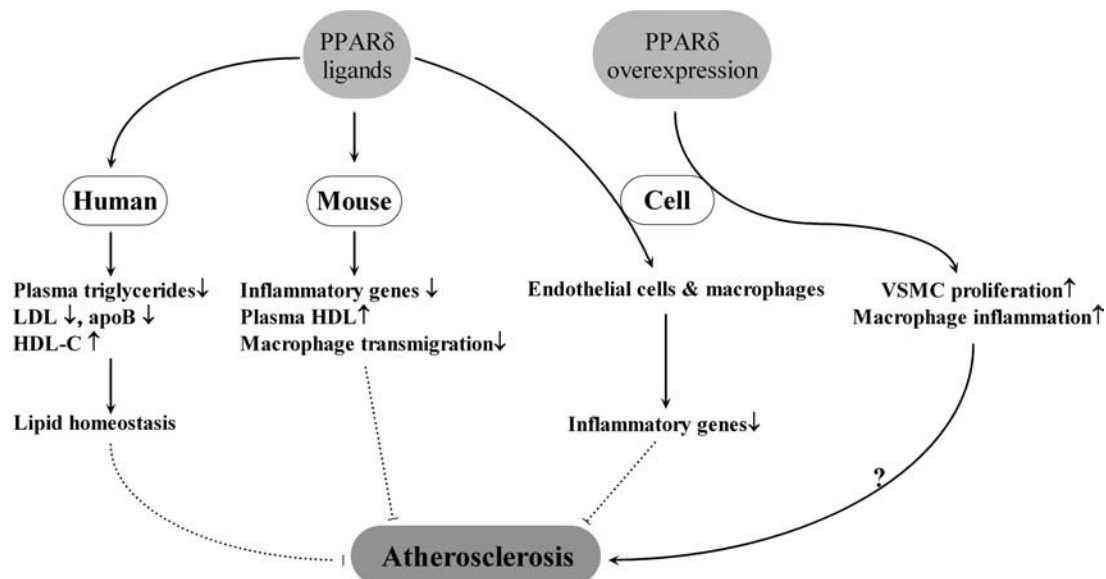 PPARδ
ligands
PPARδ
overexpression
Human
Mouse
Cell
Plasma triglycerides↓
LDL ↓, apoB ↓
HDL-C ↑
Inflammatory genes ↓
Plasma HDL↑
Macrophage transmigration↓
Endothelial cells & macrophages
VSMC proliferation↑
Macrophage inflammation↑
Lipid homeostasis
Inflammatory genes↓
?
Atherosclerosis